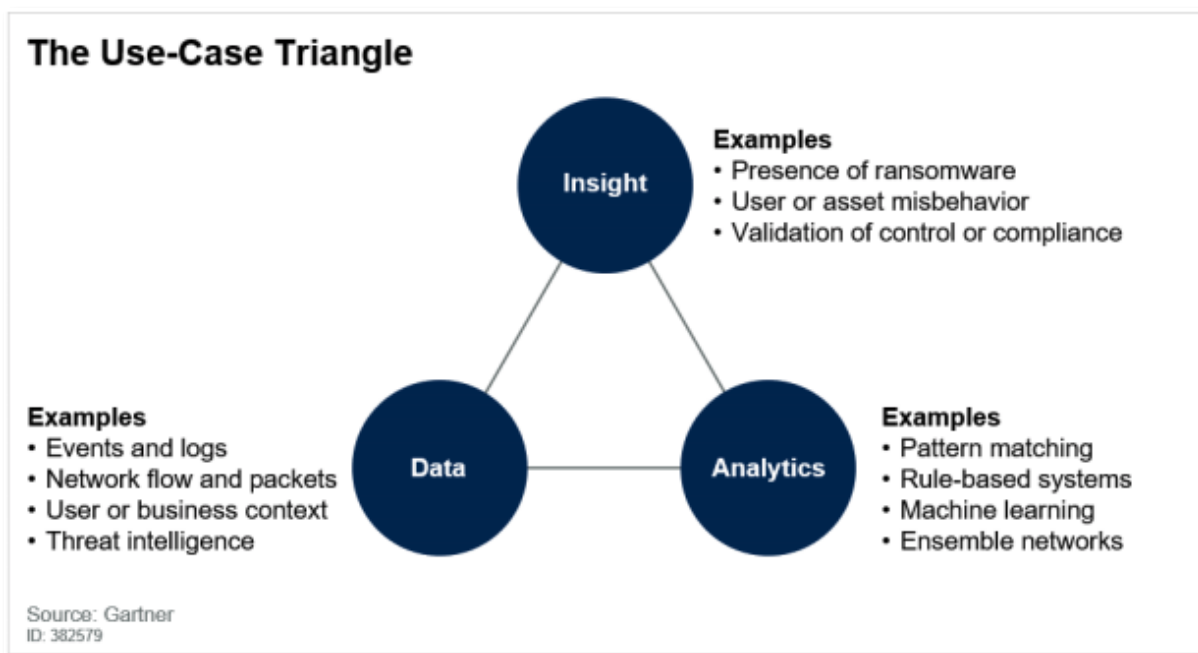 The Use-Case Triangle
Insight
Examples
• Presence of ransomware
• User or asset misbehavior
• Validation of control or compliance
Examples
• Events and logs
• Network flow and packets
• User or business context
• Threat intelligence
Data
Analytics
Examples
• Pattern matching
• Rule-based systems
• Machine learning
• Ensemble networks
Source: Gartner
ID: 382579